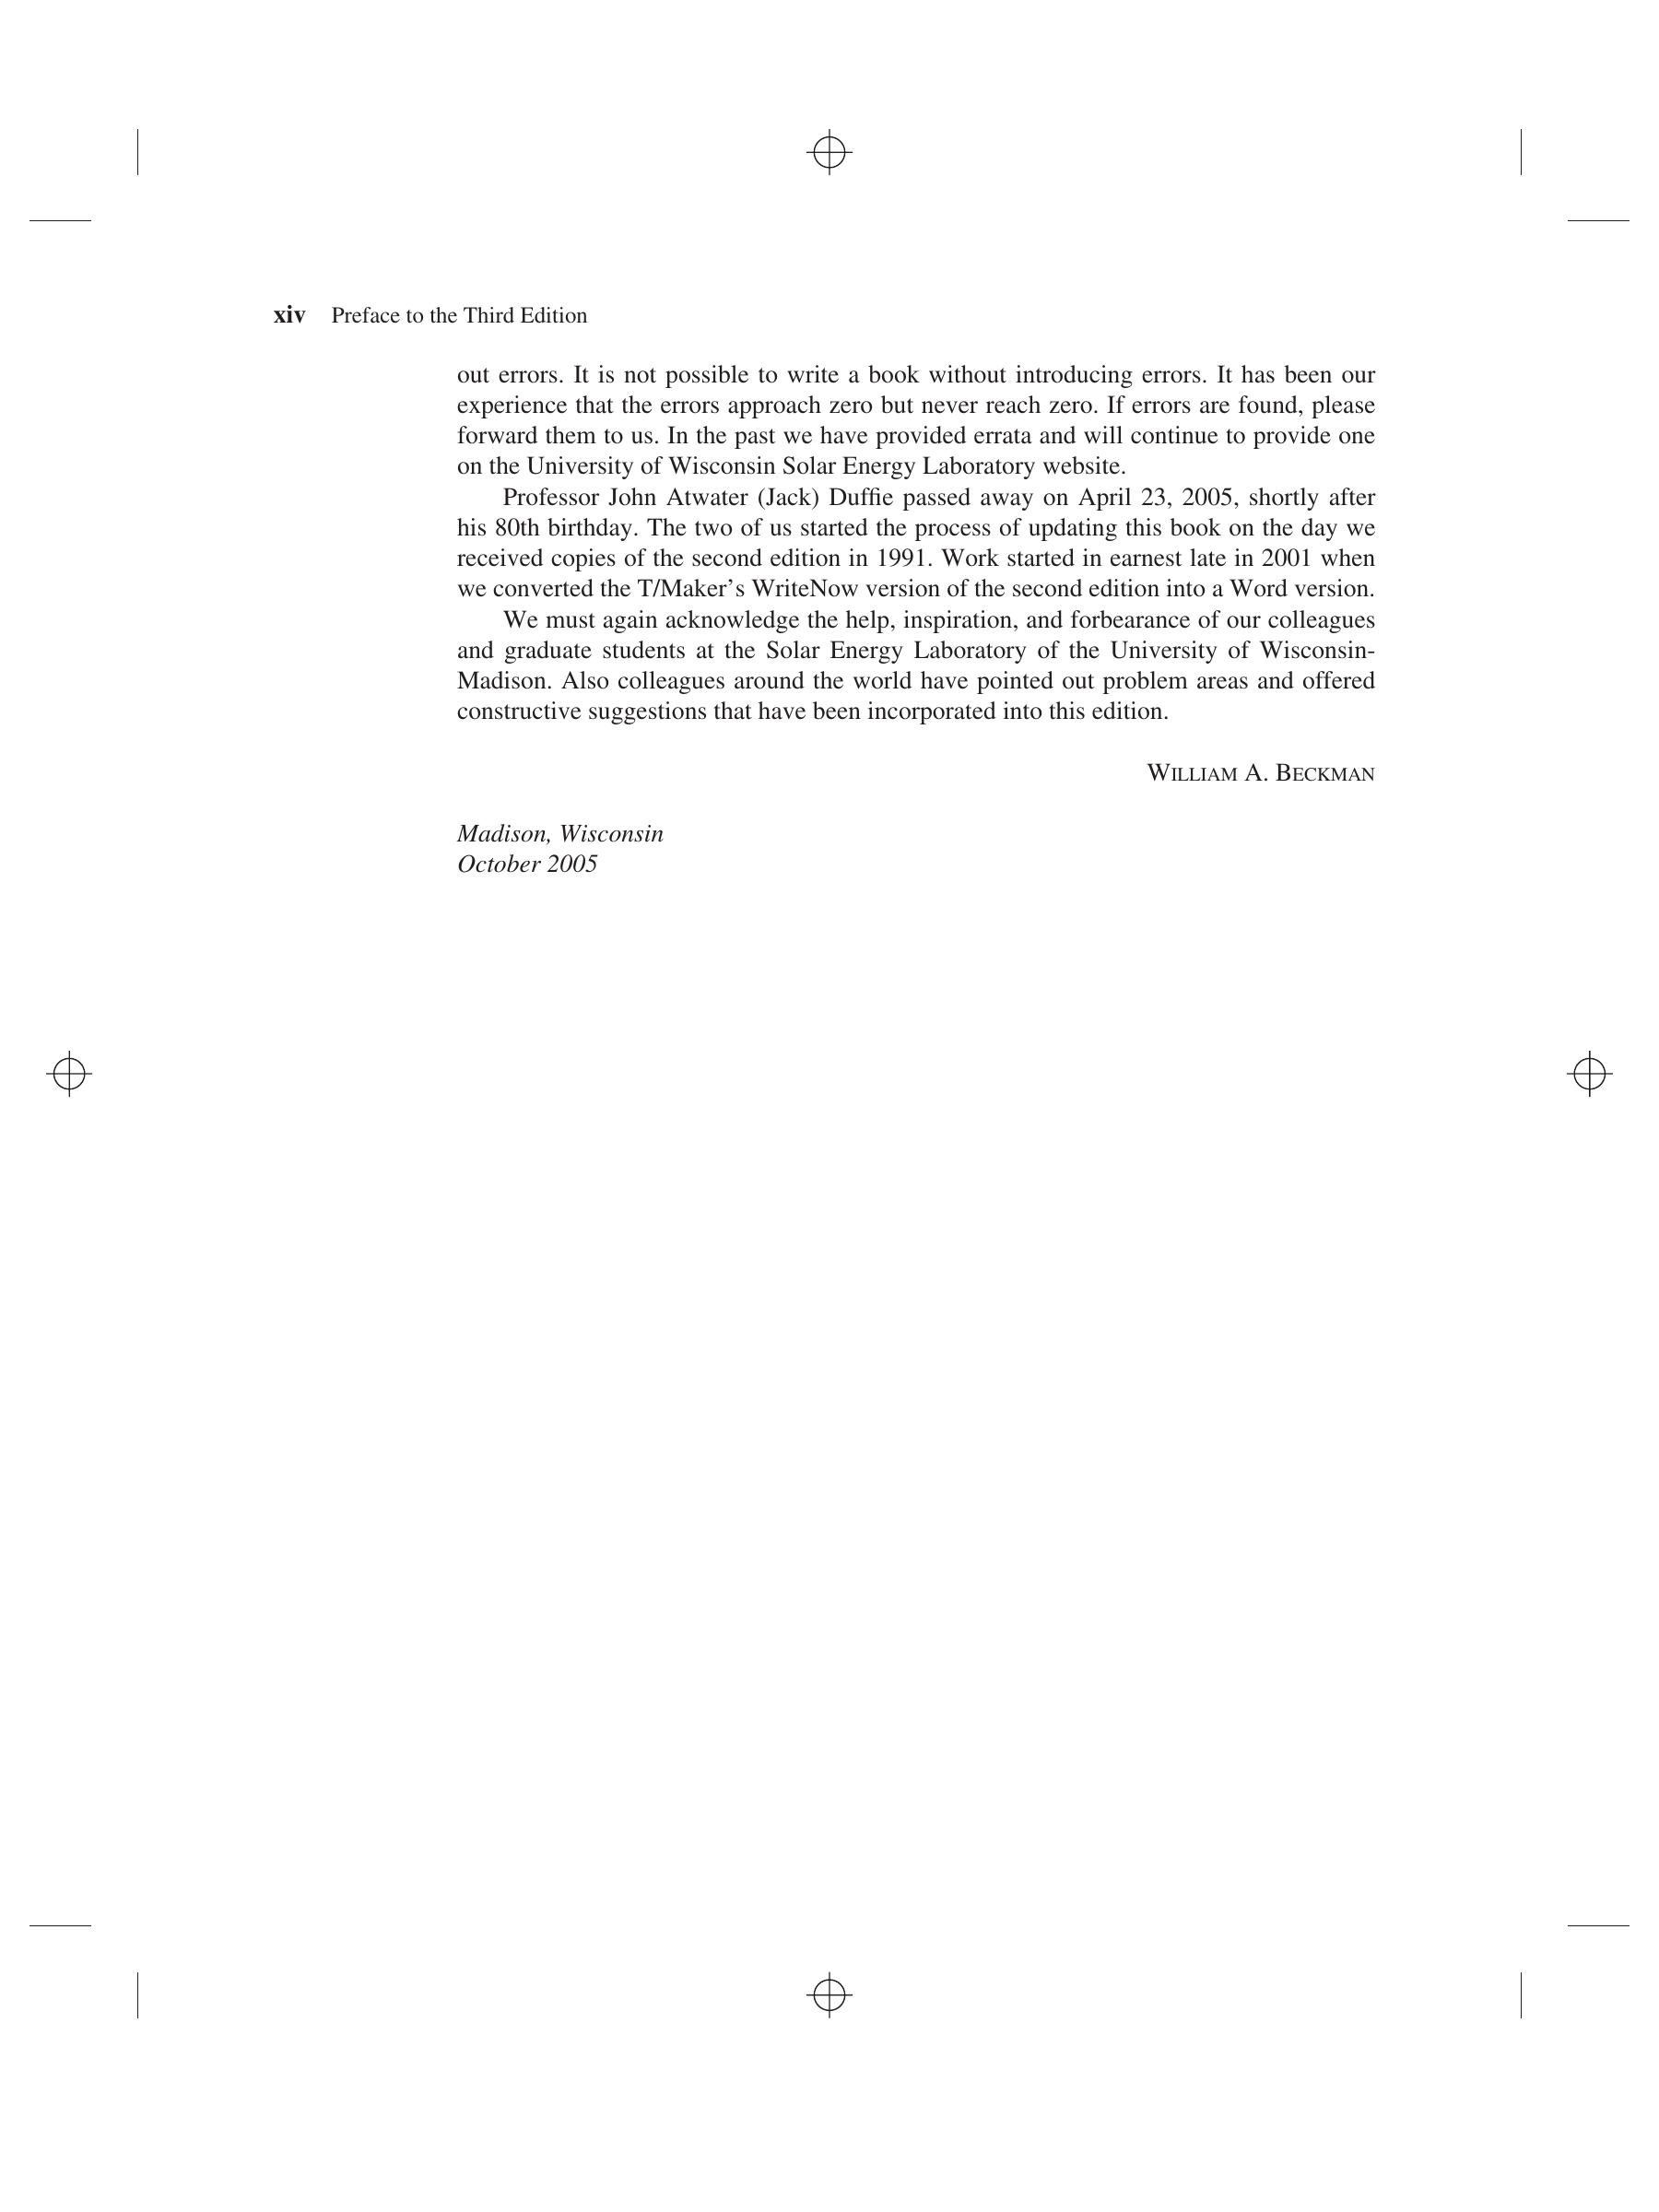 xiv Preface to the Third Edition
out errors. It is not possible to write a book without introducing errors. It has been our
experience that the errors approach zero but never reach zero. If errors are found, please
forward them to us. In the past we have provided errata and will continue to provide one
on the University of Wisconsin Solar Energy Laboratory website.
Professor John Atwater (Jack) Duffie passed away on April 23, 2005, shortly after
his 80th birthday. The two of us started the process of updating this book on the day we
received copies of the second edition in 1991. Work started in earnest late in 2001 when
we converted the T/Maker’s WriteNow version of the second edition into a Word version.
We must again acknowledge the help, inspiration, and forbearance of our colleagues
and graduate students at the Solar Energy Laboratory of the University of Wisconsin-
Madison. Also colleagues around the world have pointed out problem areas and offered
constructive suggestions that have been incorporated into this edition.
WILLIAM A. BECKMAN
Madison, Wisconsin
October 2005